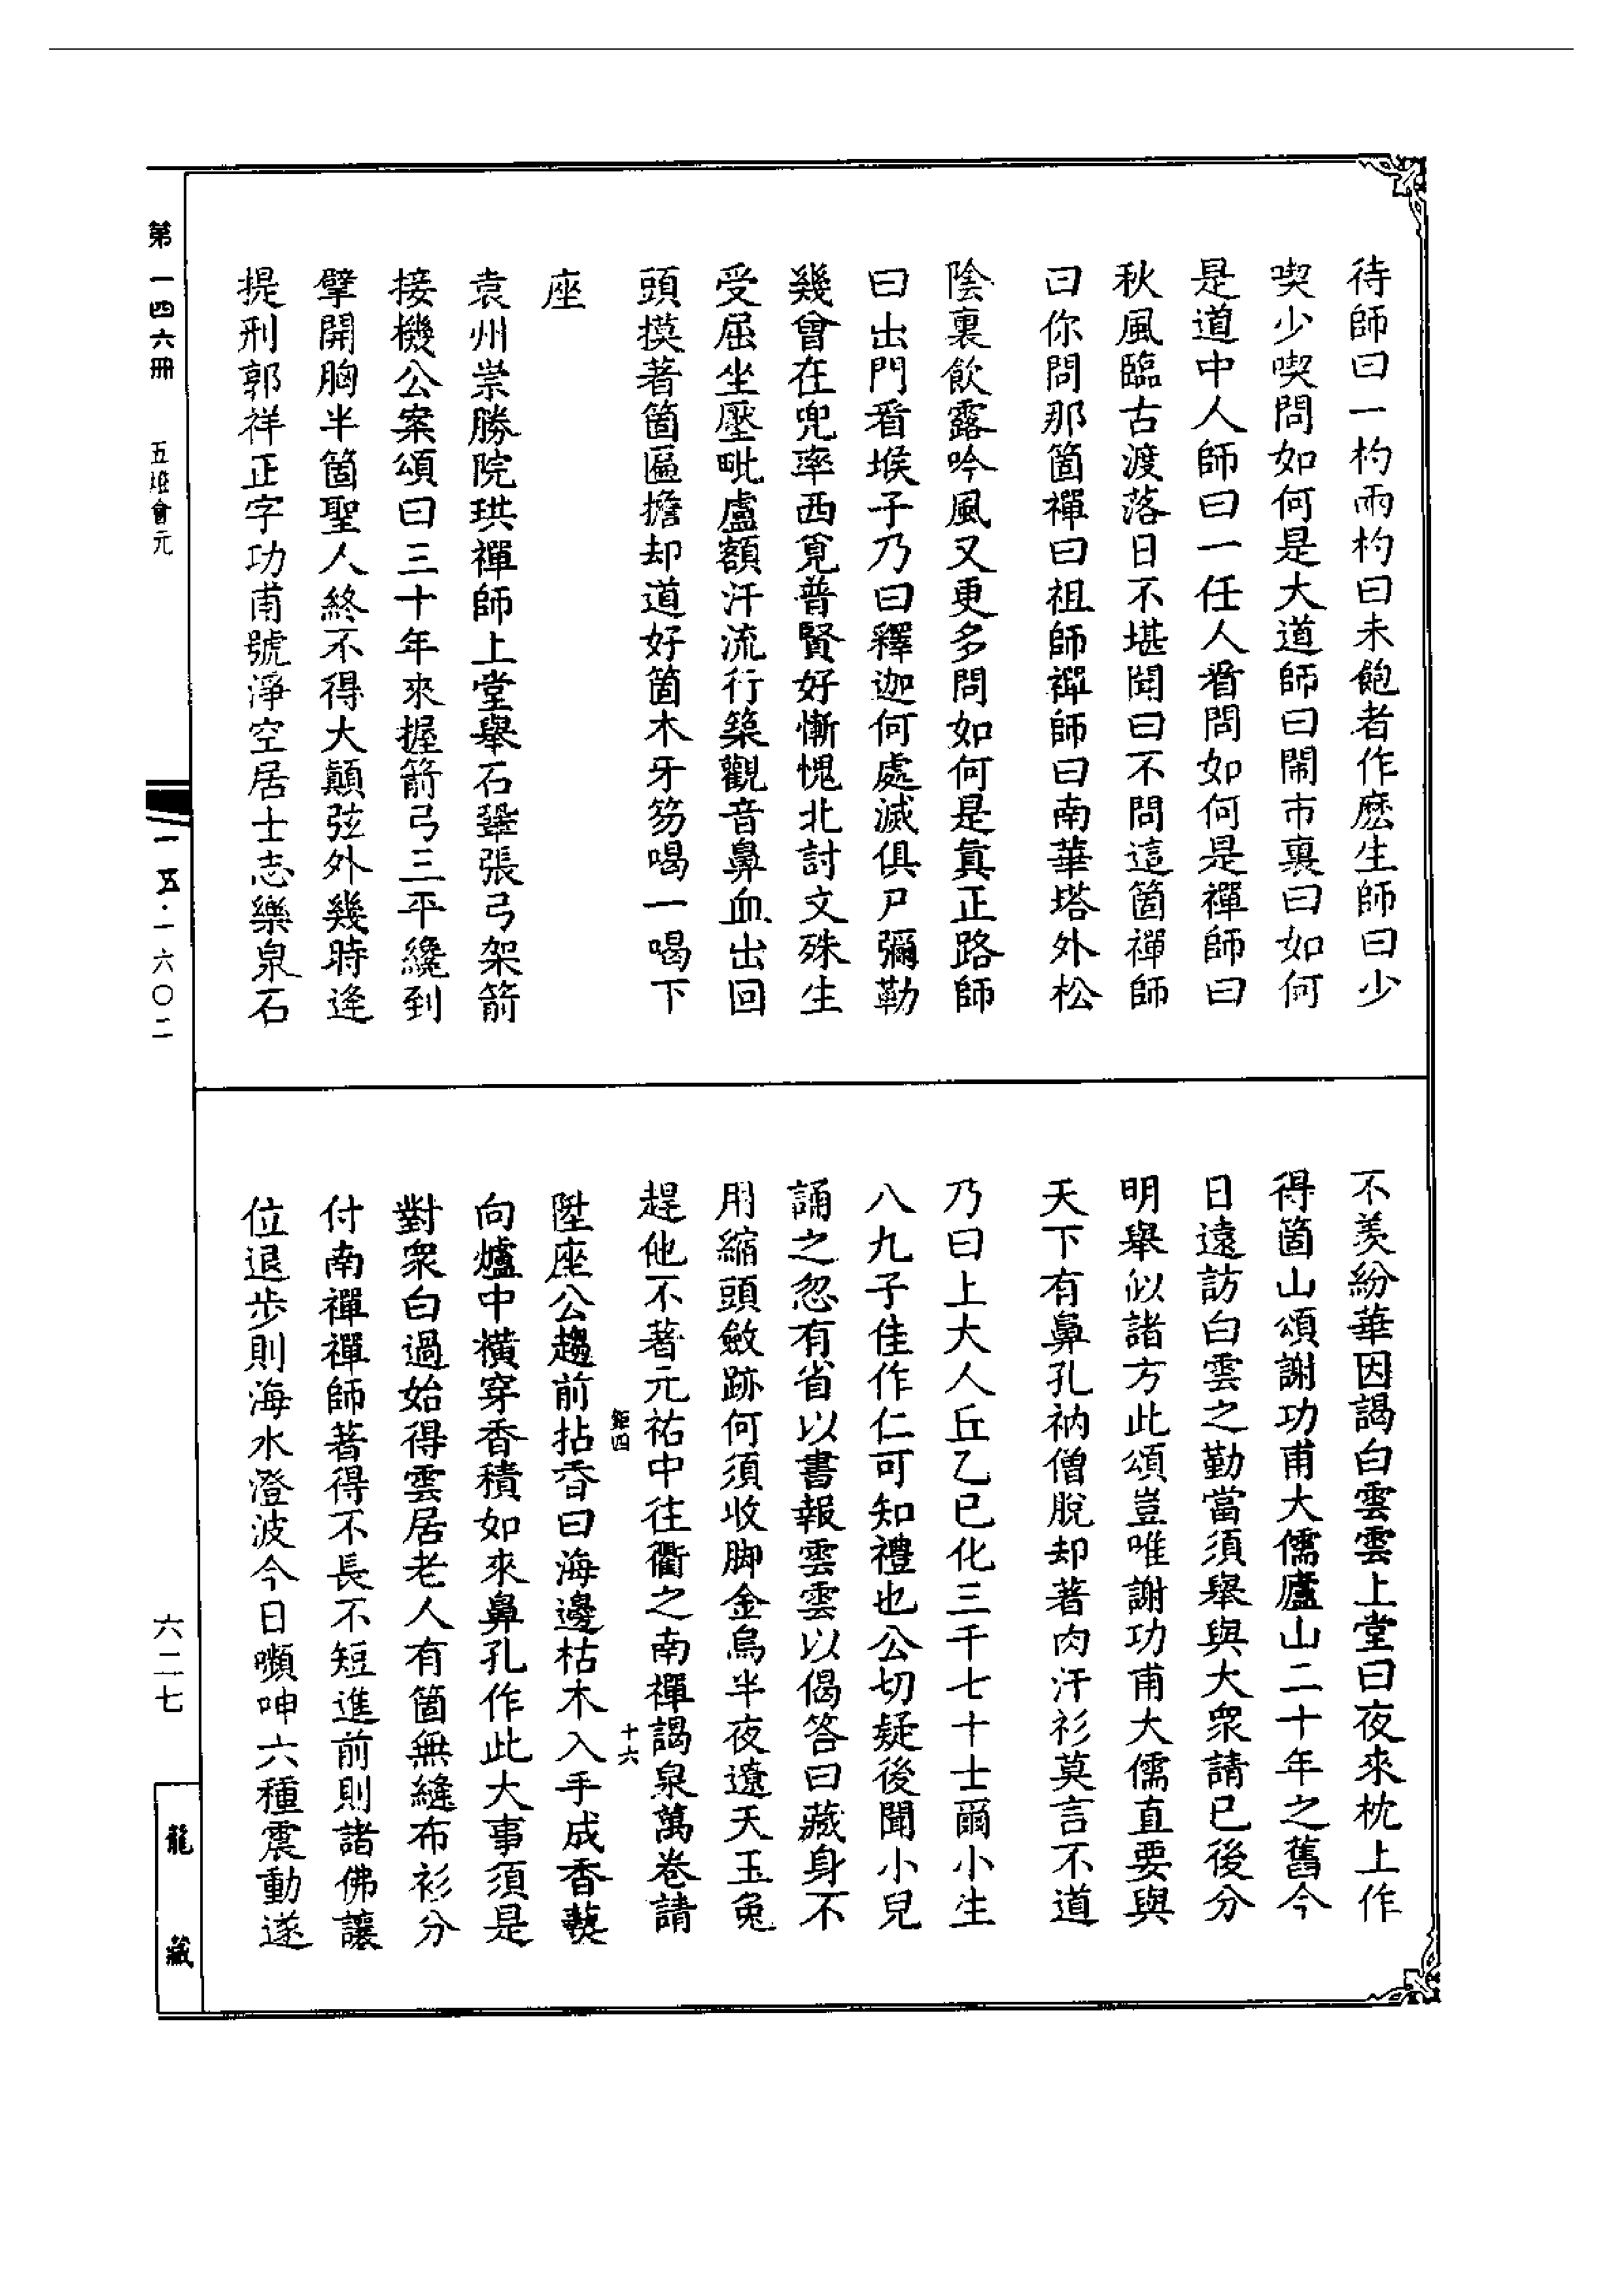 待師曰一杓兩杓曰未飽者作麽生師曰少
喫少喫問如何是大道師曰鬧市裏曰如何
是道中人師曰一任人看問如何是禪師曰
秋風臨古渡落日不堪聞曰不問這箇禪師
曰你問那箇禪曰祖師禪師曰南華塔外松
陰裏飲露吟風又更多問如何是真正路師
曰出門看堠子乃曰釋迦何處滅俱尸彌勒
幾曾在兜率西覓普賢好慚愧北討文殊生
受屈坐壓毗盧額汗流行築觀音鼻血出回
頭摸著箇匾擔却道好箇木牙笏喝一喝下
座
袁州崇勝院珙禪師上堂舉石鞏張弓架箭
接機公案頌曰三十年來握箭弓三平纔到
擘開胸半箇聖人終不得大顛弦外幾時逢
提刑郭祥正字功甫號淨空居士志樂泉石
不羨紛華因謁白雲雲上堂曰夜來枕上作
得箇山頌謝功甫大儒廬山二十年之舊今
日遠訪白雲之勤當須舉與大衆請已後分
明舉似諸方此頌豈唯謝功甫大儒直要與
天下有鼻孔衲僧脫却著肉汗衫莫言不道
乃曰上大人丘乙已化三千七十士爾小生
八九子佳作仁可知禮也公切疑後聞小兒
誦之忽有省以書報雲雲以偈答曰藏身不
用縮頭斂跡何須收脚金烏半夜遼天玉兔
趕他不著元祐中往衢之南禪謁泉萬卷請
鉅四
十六
陞座公趨前拈香曰海邊枯木入手成香爇
向爐中橫穿香積如來鼻孔作此大事須是
對衆白過始得雲居老人有箇無縫布衫分
付南禪禪師著得不長不短進前則諸佛讓
位退步則海水澄波今日嚬呻六種震動遂
第一四六冊
五燈會元
一五·一六〇二
六二七
龍藏